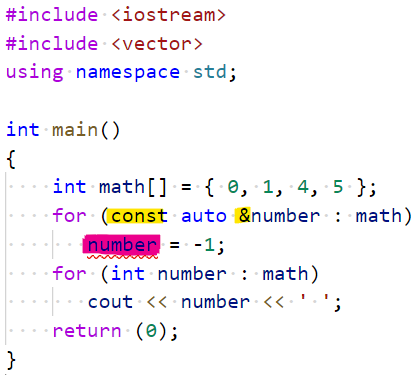 #include <iostream>
#include <vector>
using namespace std;
int main()
{
    int math[] = { 0, 1, 4, 5 };
    for (const auto &number : math)
        number = -1;
    for (int number : math)
        cout << number << ' ';
    return (0);
}